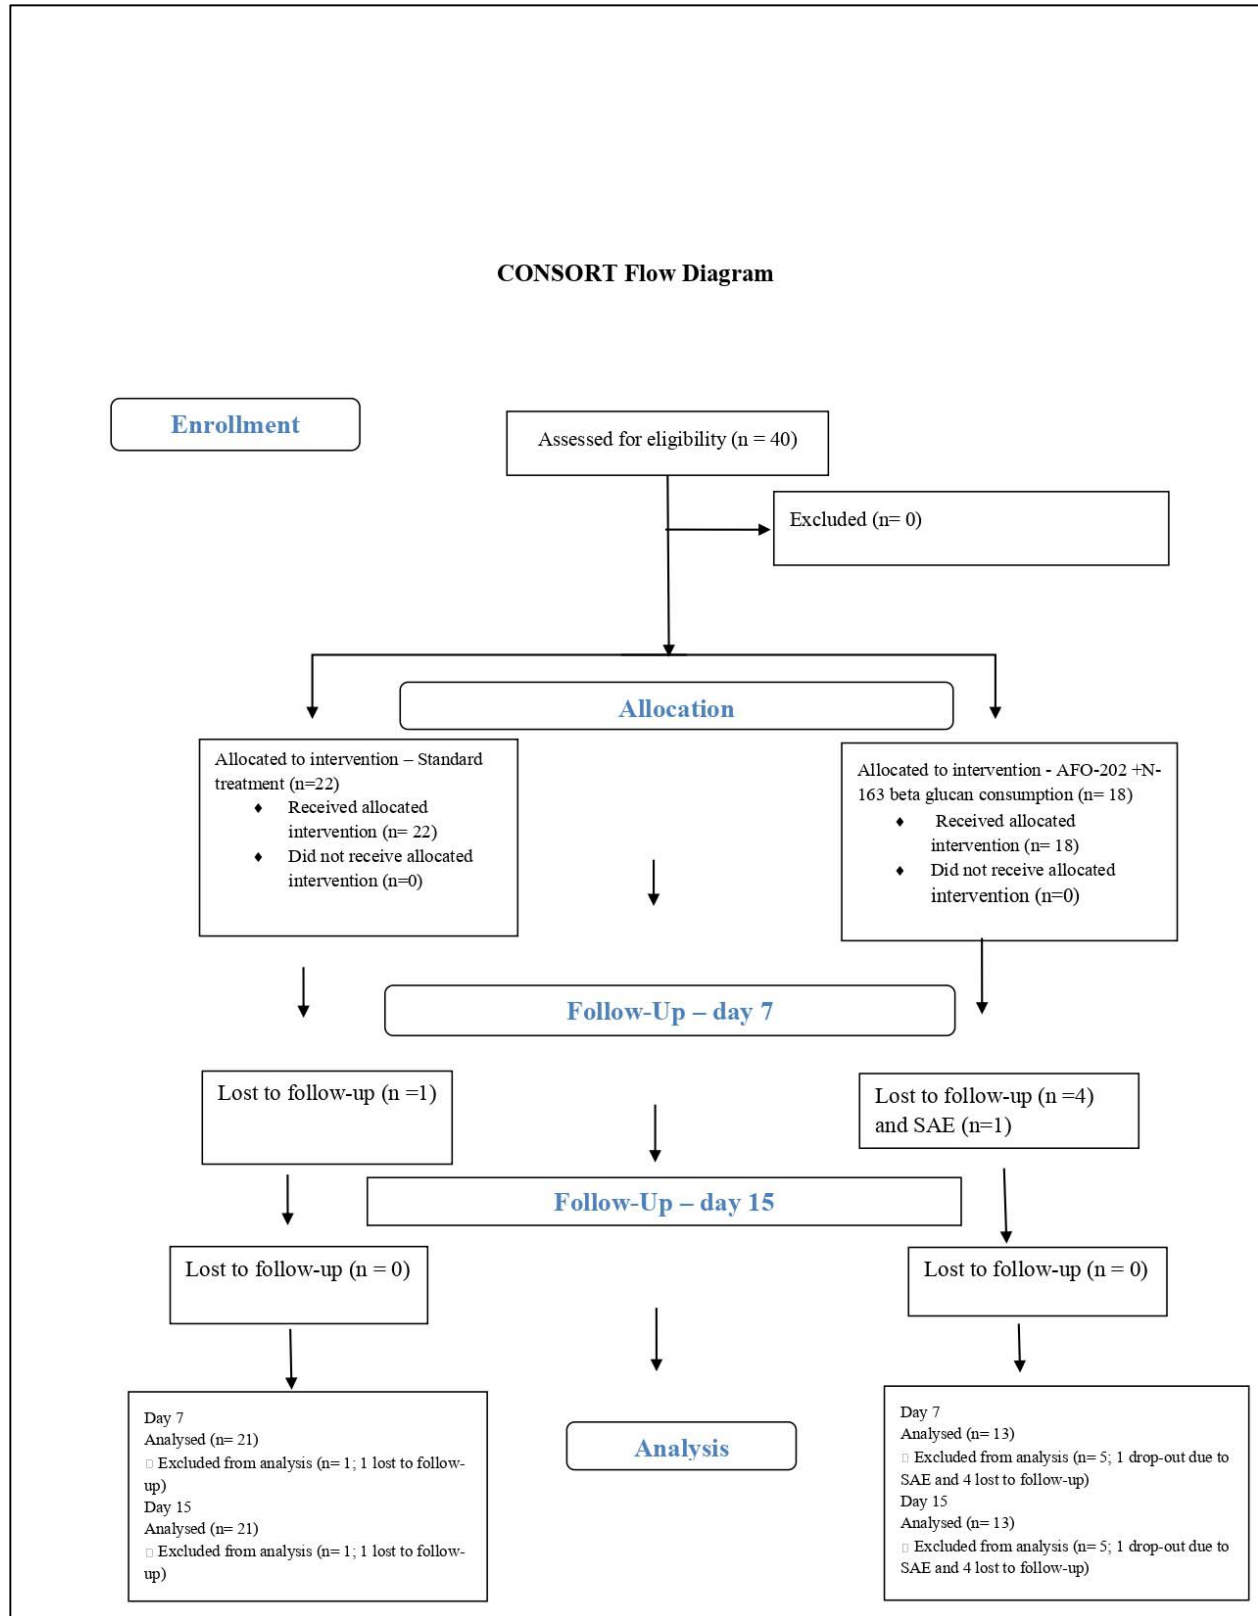 CONSORT Flow Diagram
Enrollment
Assessed for eligibility (n = 40)
Excluded (n= 0)
Allocation
Allocated to intervention – Standard
treatment (n=22)
♦ Received allocated
intervention (n= 22)
♦ Did not receive allocated
intervention (n=0)
Allocated to intervention - AFO-202 +N-
163 beta glucan consumption (n= 18)
♦ Received allocated
intervention (n= 18)
♦ Did not receive allocated
intervention (n=0)
Follow-Up – day 7
Lost to follow-up (n =1)
Lost to follow-up (n =4)
and SAE (n=1)
Follow-Up – day 15
Lost to follow-up (n = 0)
Lost to follow-up (n = 0)
Day 7
Analysed (n= 21)
▯ Excluded from analysis (n= 1; 1 lost to follow-
up)
Day 15
Analysed (n= 21)
▯ Excluded from analysis (n= 1; 1 lost to follow-
up)
Analysis
Day 7
Analysed (n= 13)
▯ Excluded from analysis (n= 5; 1 drop-out due to
SAE and 4 lost to follow-up)
Day 15
Analysed (n= 13)
▯ Excluded from analysis (n= 5; 1 drop-out due to
SAE and 4 lost to follow-up)